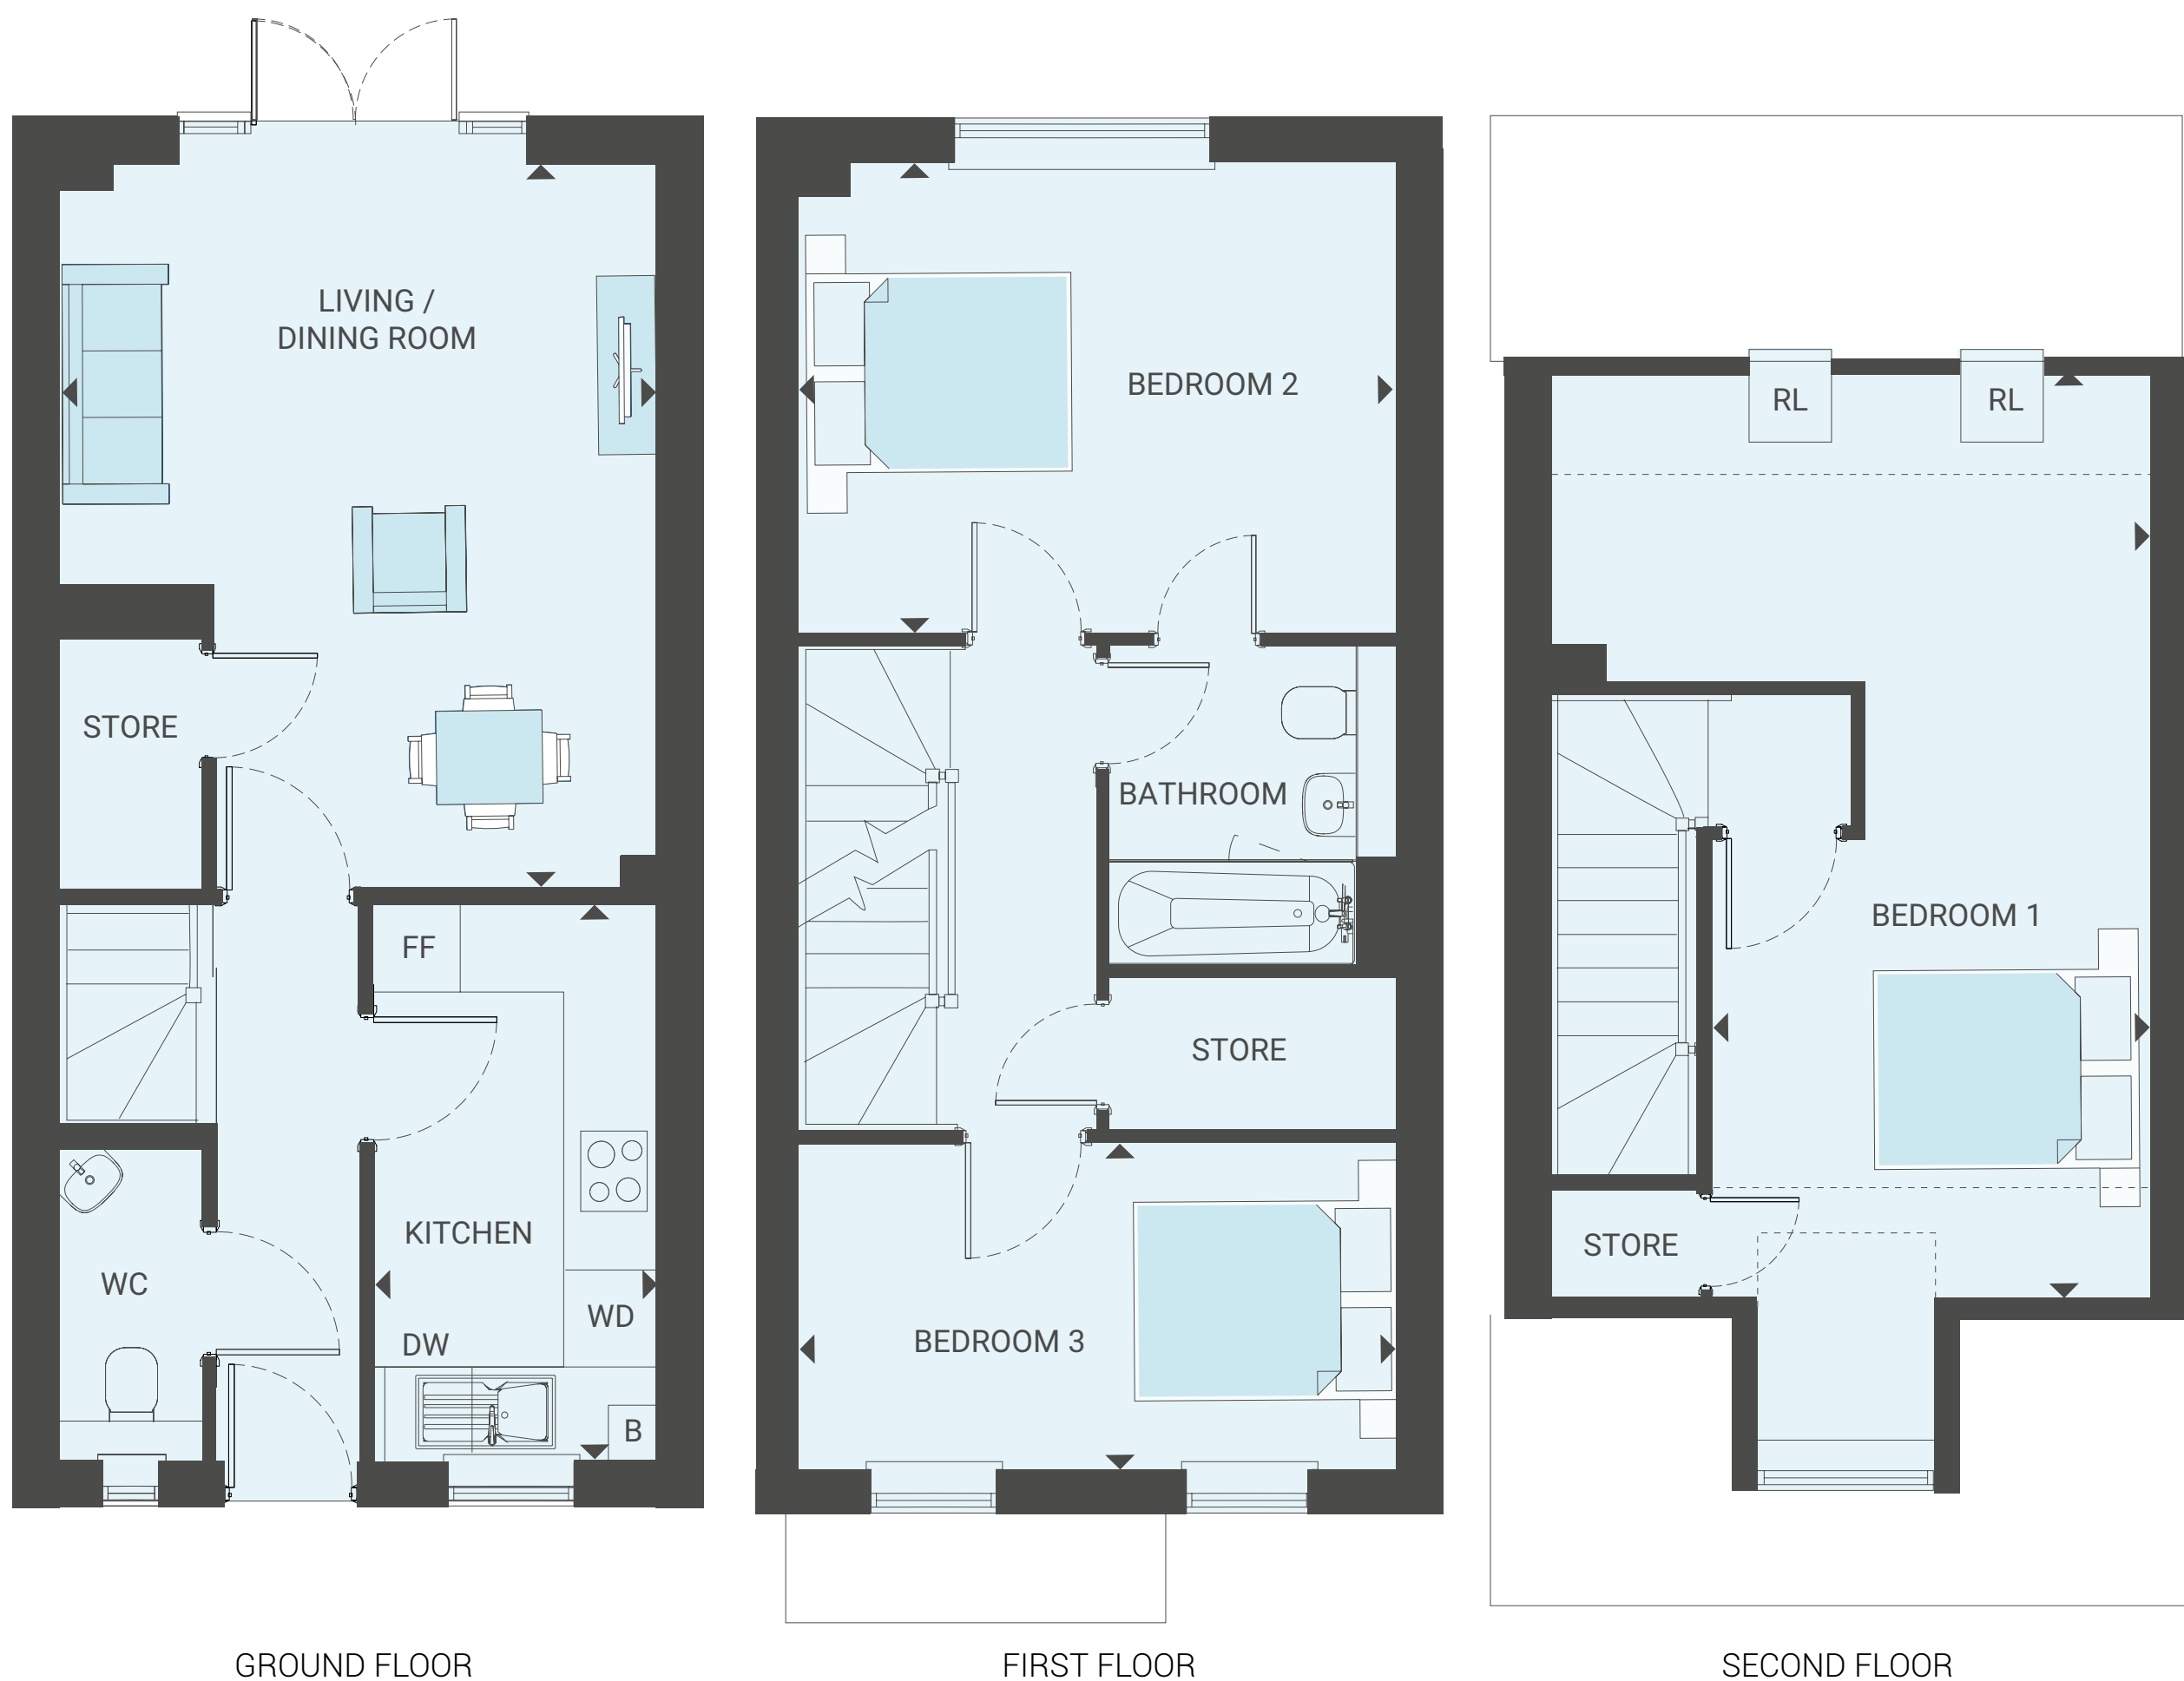 LIVING /
DINING ROOM
STORE
FF
KITCHEN
WC
WD
DW
B
GROUND FLOOR
BEDROOM 2
BATHROOM
STORE
BEDROOM 3
FIRST FLOOR
RL
RL
BEDROOM 1
STORE
SECOND FLOOR